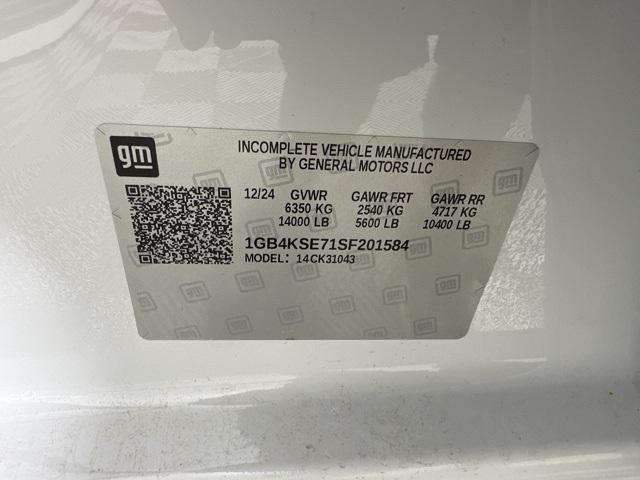 gm
INCOMPLETE VEHICLE MANUFACTURED
BY GENERAL MOTORS LLC
12/24 GVWR GAWR FRT GAWR RR
6350 KG 2540 KG 4717 KG
14000 LB 5600 LB 10400 LB
1GB4KSE71SF201584
MODEL: 14CK31043